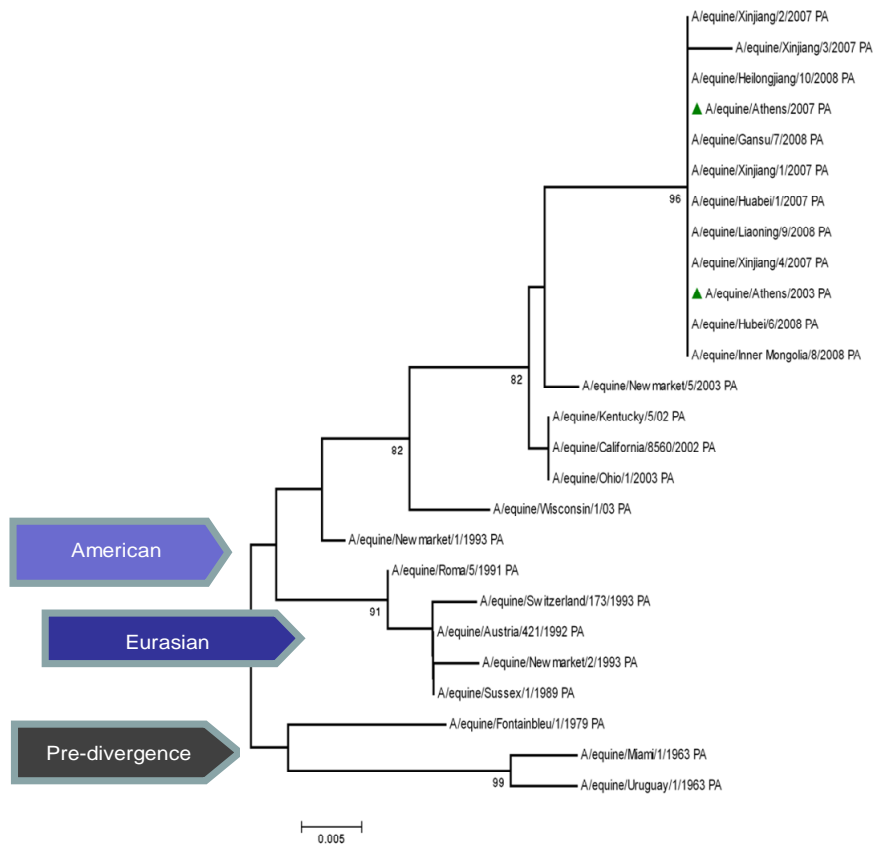 A/equine/Xinjiang/2/2007 PA
A/equine/Xinjiang/3/2007 PA
A/equine/Heilongjiang/10/2008 PA
A/equine/Athens/2007 PA
A/equine/Gansu/7/2008 PA
A/equine/Xinjiang/1/2007 PA
96
A/equine/Huabei/1/2007 PA
A/equine/Liaoning/9/2008 PA
A/equine/Xinjiang/4/2007 PA
A/equine/Athens/2003 PA
A/equine/Hubei/6/2008 PA
A/equine/Inner Mongolia/8/2008 PA
82
A/equine/Newmarket/5/2003 PA
A/equine/Kentucky/5/02 PA
82
A/equine/California/8560/2002 PA
A/equine/Ohio/1/2003 PA
A/equine/Wisconsin/1/03 PA
A/equine/Newmarket/1/1993 PA
American
A/equine/Roma/5/1991 PA
91
A/equine/Switzerland/173/1993 PA
A/equine/Austria/421/1992 PA
Eurasian
A/equine/Newmarket/2/1993 PA
A/equine/Sussex/1/1989 PA
A/equine/Fontainbleu/1/1979 PA
Pre-divergence
A/equine/Miami/1/1963 PA
99
A/equine/Uruguay/1/1963 PA
0.005